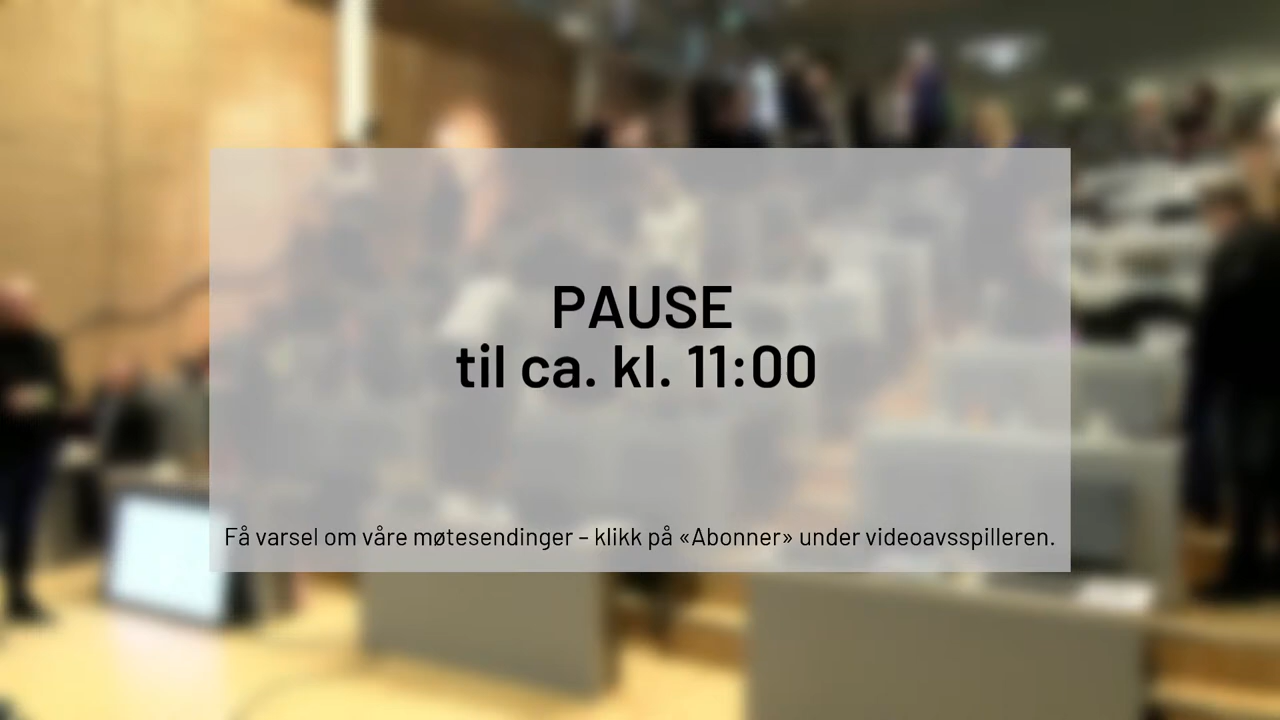 PAUSE
til ca. kl. 11:00
Få varsel om våre møtesendinger – klikk på «Abonner» under videoavsspilleren.